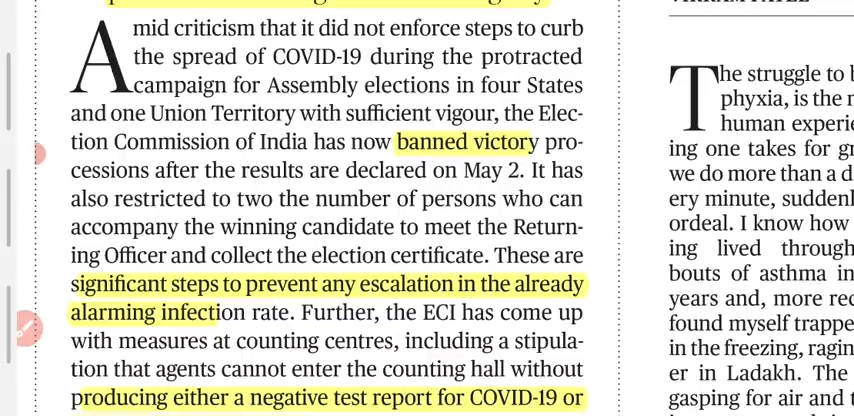 Amid criticism that it did not enforce steps to curb
the spread of COVID-19 during the protracted
campaign for Assembly elections in four States
and one Union Territory with sufficient vigour, the Elec-
tion Commission of India has now banned victory pro-
cessions after the results are declared on May 2. It has
also restricted to two the number of persons who can
accompany the winning candidate to meet the Return-
ing Officer and collect the election certificate. These are
significant steps to prevent any escalation in the already
alarming infection rate. Further, the ECI has come up
with measures at counting centres, including a stipula-
tion that agents cannot enter the counting hall without
producing either a negative test report for COVID-19 or
The struggle to
phyxia, is the
human
ing one takes for
we do more than a
ery minute,
ordeal. I know how
ing lived through
bouts of asthma in
years and, more
found myself
in the freezing,
er in Ladakh. The
gasping for air and